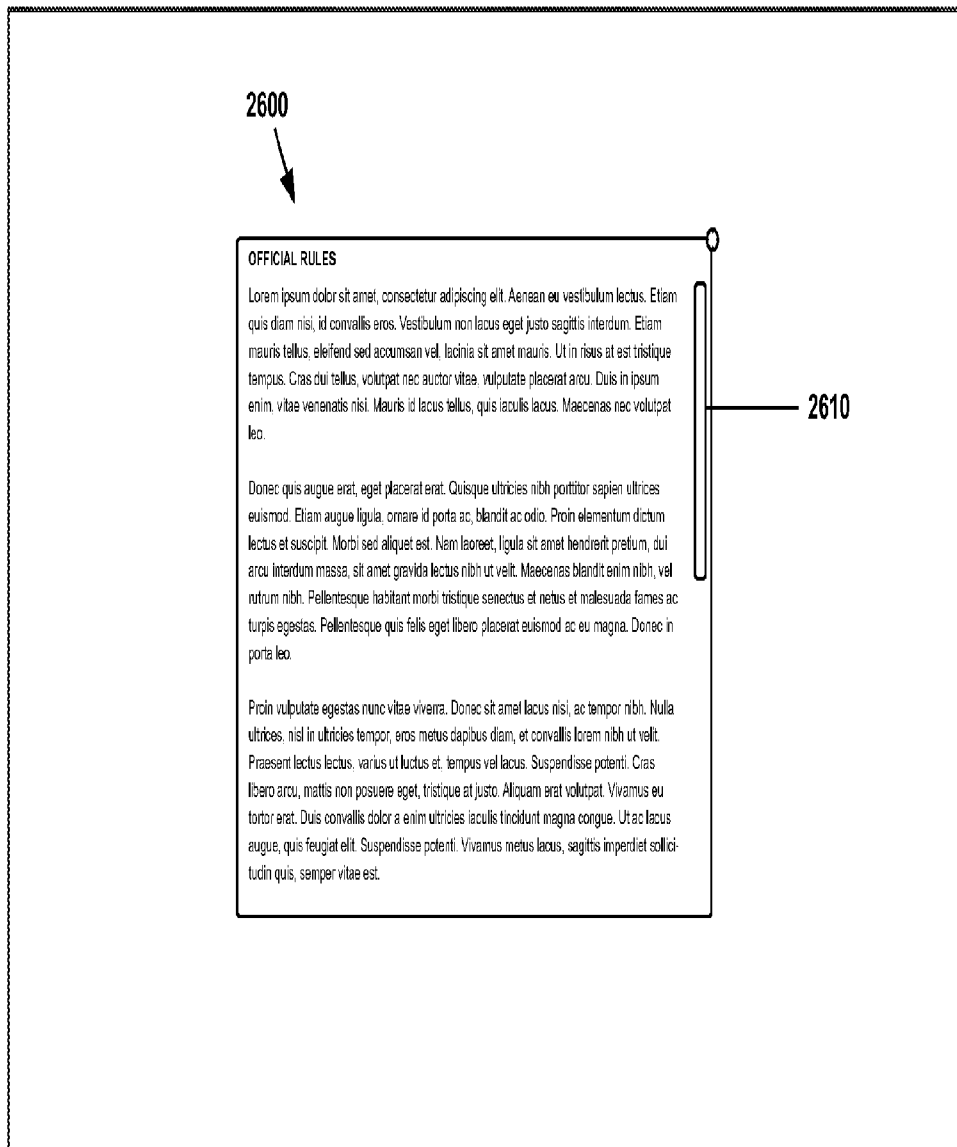 2600
OFFICIAL RULES
Lorem ipsum dolor sit amet, consectetur adipiscing elit. Aenean eu vestibulum lectus. Etiam
quis diam nisi, id convallis eros. Vestibulum non lacus eget justo sagittis interdum. Etiam
mauris tellus, eleifend sed accumsan vel, lacinia sit amet mauris. Ut in risus at est tristique
tempus. Cras dui tellus, volutpat nec auctor vitae, vulputate placerat arcu. Duis in ipsum
enim, vitae venenatis nisi. Mauris id lacus tellus, quis iaculis lacus. Maecenas nec volutpat
leo.
2610
Donec quis augue erat, eget placerat erat. Quisque ultricies nibh porttitor sapien ultrices
euismod. Etiam augue ligula, ornare id porta ac, blandit ac odio. Proin elementum dictum
lectus et suscipit. Morbi sed aliquet est. Nam laoreet, ligula sit amet hendrerit pretium, dui
arcu interdum massa, sit amet gravida lectus nibh ut velit. Maecenas blandit enim nibh, vel
rutrum nibh. Pellentesque habitant morbi tristique senectus et netus et malesuada fames ac
turpis egestas. Pellentesque quis felis eget libero placerat euismod ac eu magna. Donec in
porta leo.
Proin vulputate egestas nunc vitae viverra. Donec sit amet lacus nisi, ac tempor nibh. Nulla
ultrices, nisl in ultricies tempor, eros metus dapibus diam, et convallis lorem nibh ut velit.
Praesent lectus lectus, varius ut luctus et, tempus vel lacus. Suspendisse potenti. Cras
libero arcu, mattis non posuere eget, tristique at justo. Aliquam erat volutpat. Vivamus eu
tortor erat. Duis convallis dolor a enim ultricies iaculis tincidunt magna congue. Ut ac lacus
augue, quis feugiat elit. Suspendisse potenti. Vivamus metus lacus, sagittis imperdiet sollici-
tudin quis, semper vitae est.